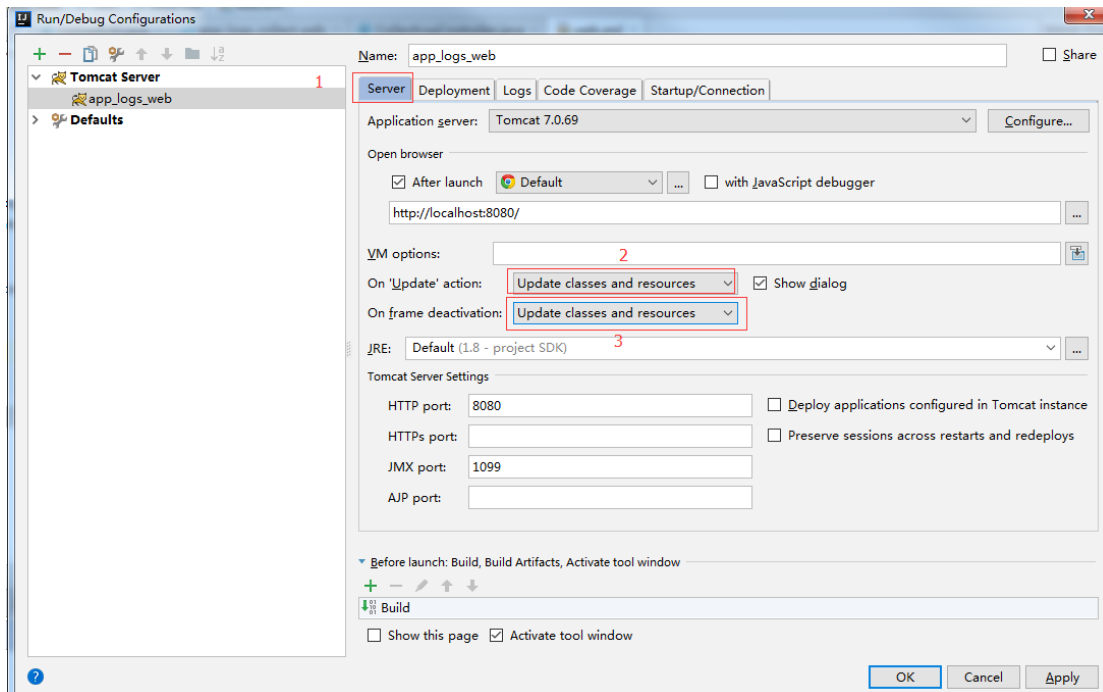 Run/Debug Configurations
Name: app_logs_web Share
Tomcat Server
1
app_logs_web
Defaults
Server Deployment Logs Code Coverage Startup/Connection
Application server: Tomcat 7.0.69 Configure...
Open browser
After launch Default ... with JavaScript debugger
http://localhost:8080/ ...
VM options:
2
On 'Update' action: Update classes and resources Show dialog
On frame deactivation: Update classes and resources
3
JRE: Default (1.8 - project SDK) ...
Tomcat Server Settings
HTTP port: 8080 Deploy applications configured in Tomcat instance
HTTPs port: Preserve sessions across restarts and redeploys
JMX port: 1099
AJP port:
Before launch: Build, Build Artifacts, Activate tool window
Build
Show this page Activate tool window
? OK Cancel Apply